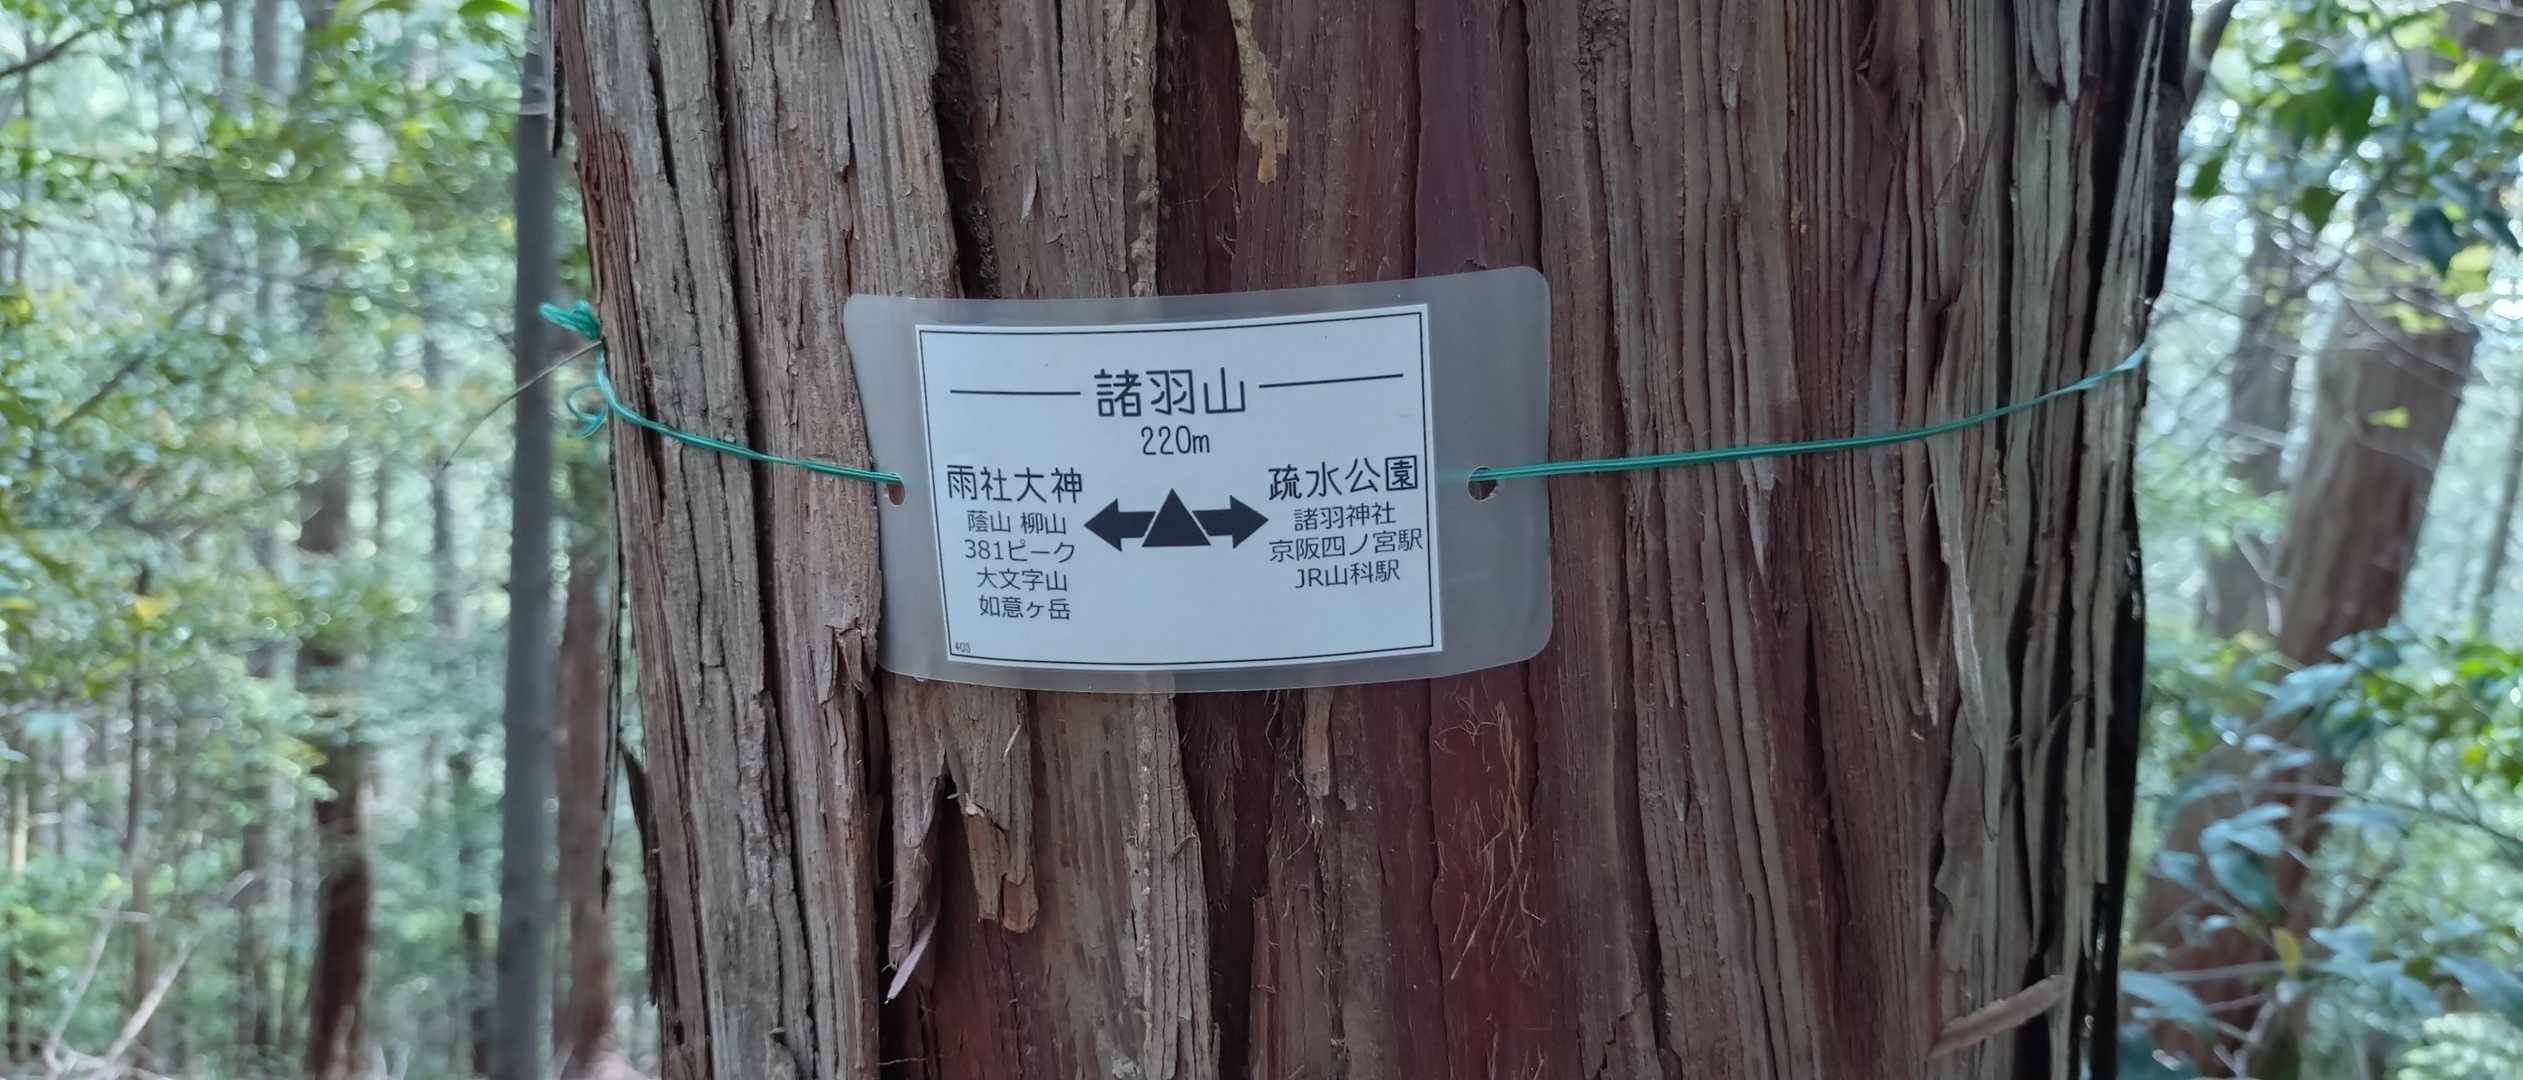 諸羽山
220m
雨社大神
蔭山 柳山
381ピーク
大文字山
如意ヶ岳
疏水公園
諸羽神社
京阪四ノ宮駅
JR山科駅
403